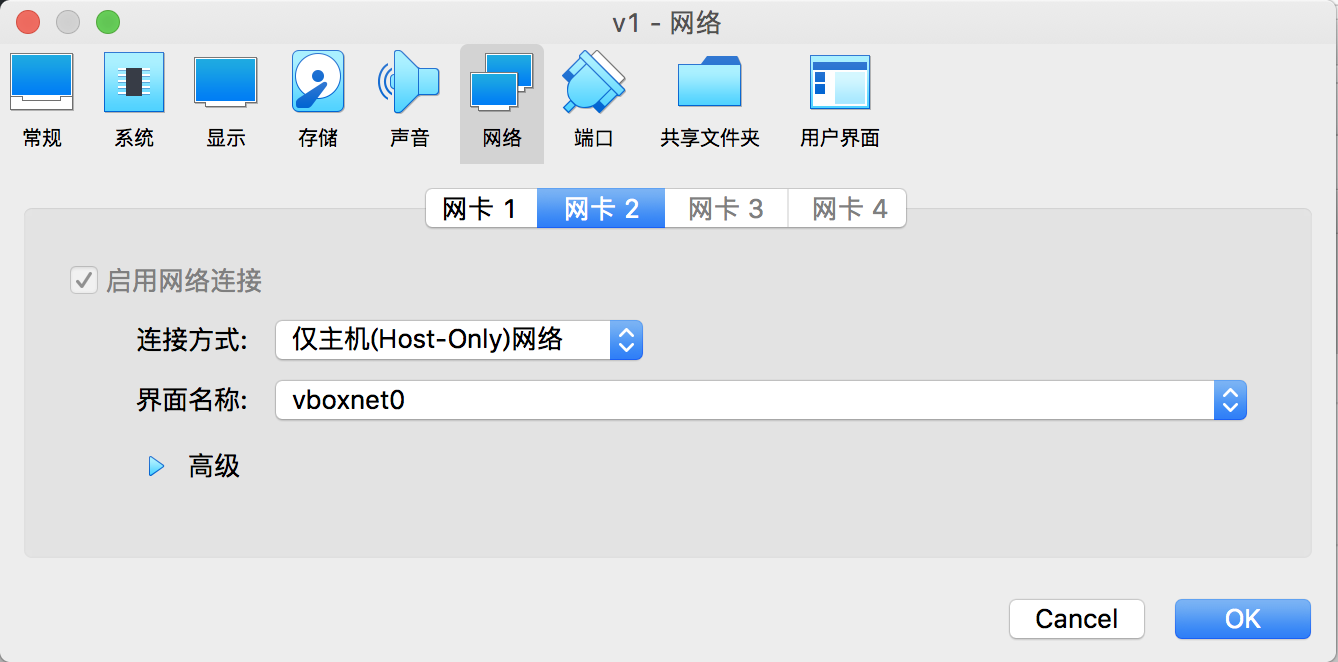 v1 - 网络
常规 系统 显示 存储 声音 网络 端口 共享文件夹 用户界面
网卡 1 网卡 2 网卡 3 网卡 4
启用网络连接
连接方式: 仅主机(Host-Only)网络
界面名称: vboxnet0
高级
Cancel OK